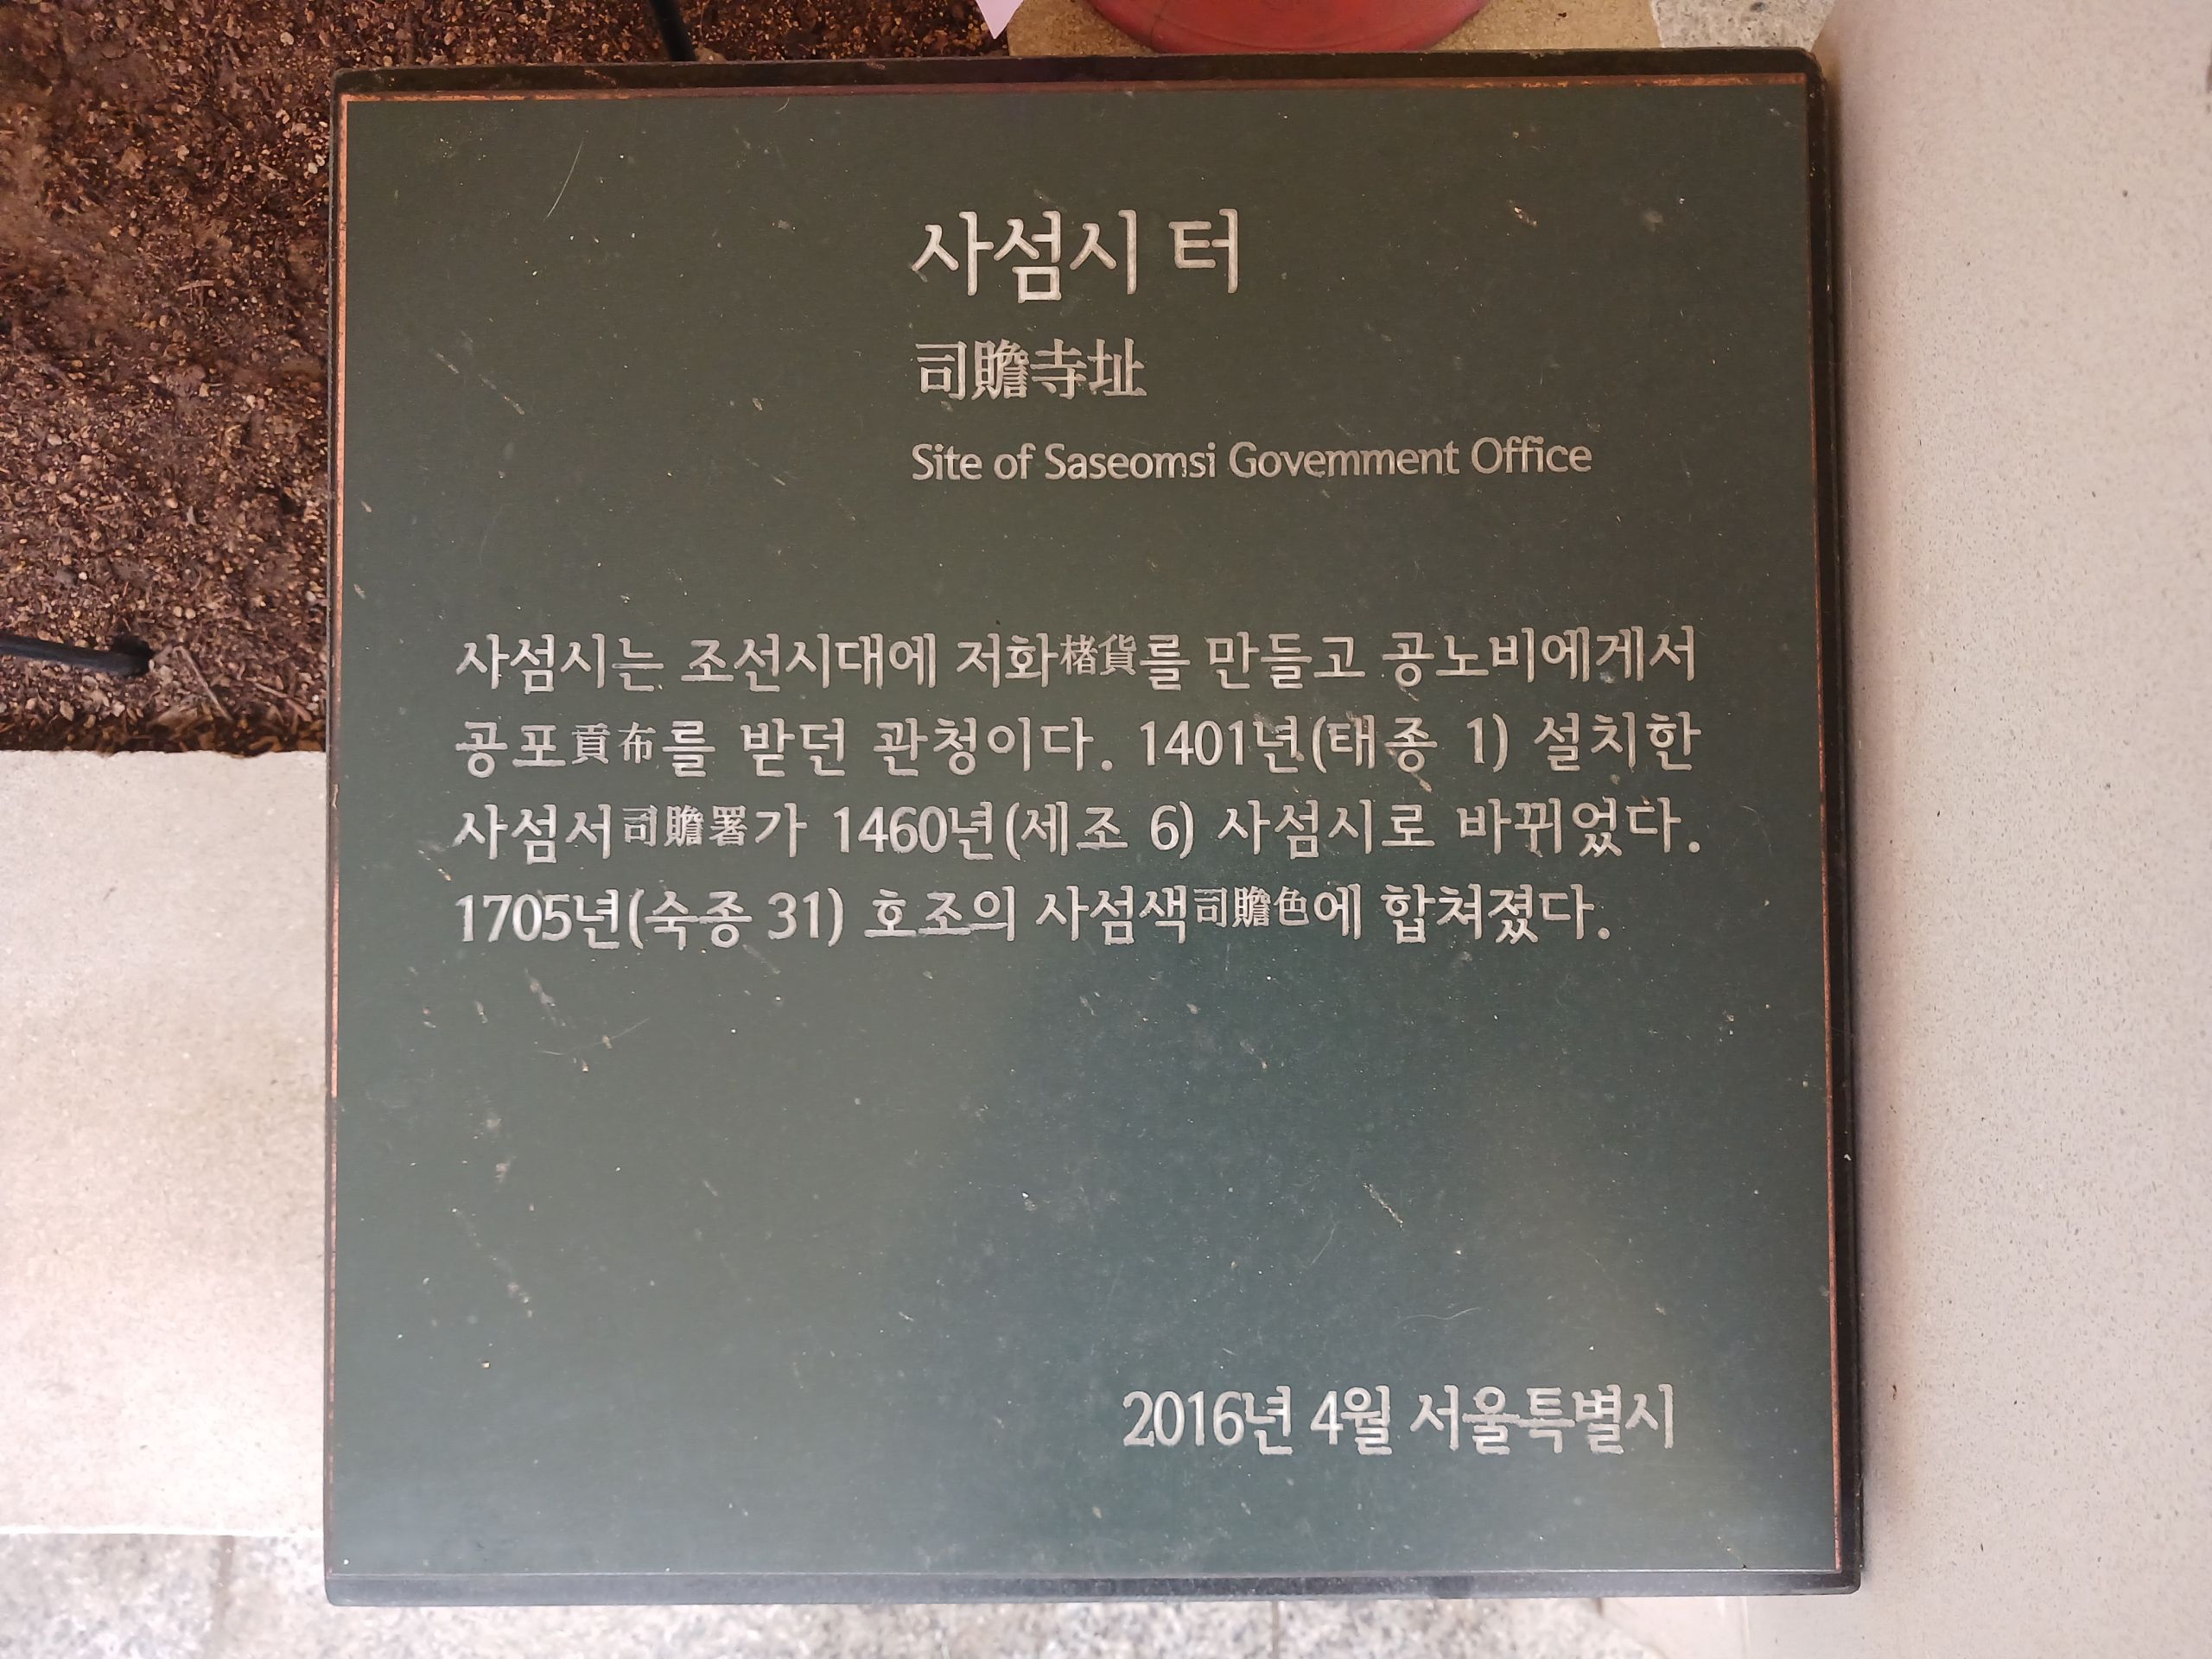 사섬시 터
司贍寺址
Site of Saseomsi Government Office
사섬시는 조선시대에 저화楮貨를 만들고 공노비에게서
공포貢布를 받던 관청이다. 1401년(태종 1) 설치한
사섬서司贍署가 1460년(세조 6) 사섬시로 바뀌었다.
1705년(숙종 31) 호조의 사섬색司贍色에 합쳐졌다.
2016년 4월 서울특별시